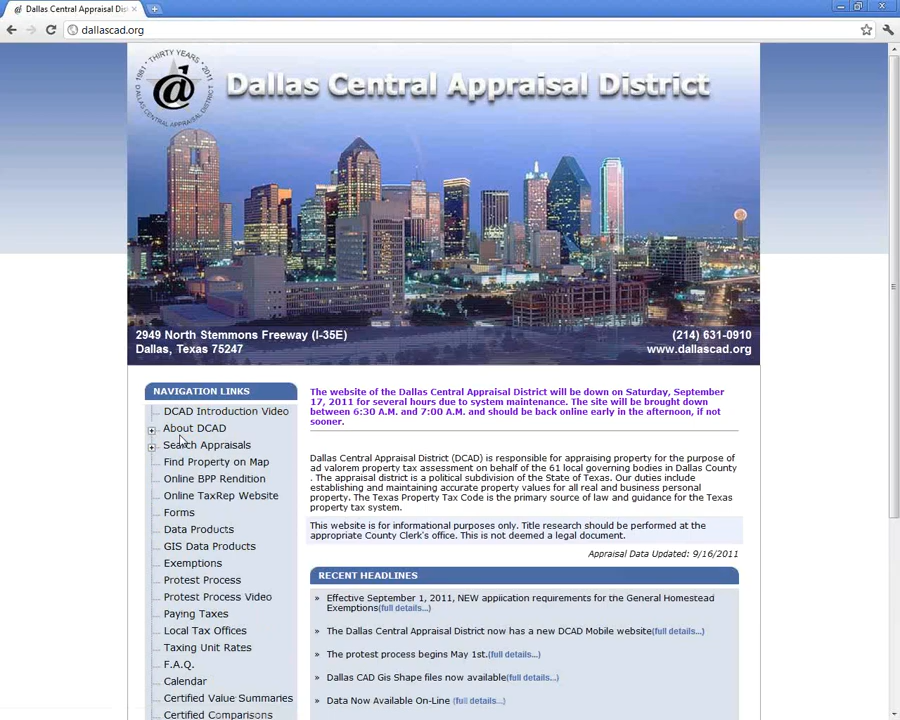 Dallas Central Appraisal Dis
dallascad.org
1981 · THIRTY YEARS · 2011
DALLAS CENTRAL APPRAISAL DISTRICT
Dallas Central Appraisal District
2949 North Stemmons Freeway (I-35E)
Dallas, Texas 75247
(214) 631-0910
www.dallascad.org
NAVIGATION LINKS
DCAD Introduction Video
About DCAD
Search Appraisals
Find Property on Map
Online BPP Rendition
Online TaxRep Website
Forms
Data Products
GIS Data Products
Exemptions
Protest Process
Protest Process Video
Paying Taxes
Local Tax Offices
Taxing Unit Rates
F.A.Q.
Calendar
Certified Value Summaries
Certified Comparisons
The website of the Dallas Central Appraisal District will be down on Saturday, September
17, 2011 for several hours due to system maintenance. The site will be brought down
between 6:30 A.M. and 7:00 A.M. and should be back online early in the afternoon, if not
sooner.
Dallas Central Appraisal District (DCAD) is responsible for appraising property for the purpose of
ad valorem property tax assessment on behalf of the 61 local governing bodies in Dallas County
. The appraisal district is a political subdivision of the State of Texas. Our duties include
establishing and maintaining accurate property values for all real and business personal
property. The Texas Property Tax Code is the primary source of law and guidance for the Texas
property tax system.
This website is for informational purposes only. Title research should be performed at the
appropriate County Clerk's office. This is not deemed a legal document.
Appraisal Data Updated: 9/16/2011
RECENT HEADLINES
» Effective September 1, 2011, NEW application requirements for the General Homestead
Exemptions(full details...)
» The Dallas Central Appraisal District now has a new DCAD Mobile website(full details...)
» The protest process begins May 1st.(full details...)
» Dallas CAD Gis Shape files now available(full details...)
» Data Now Available On-Line (full details...)